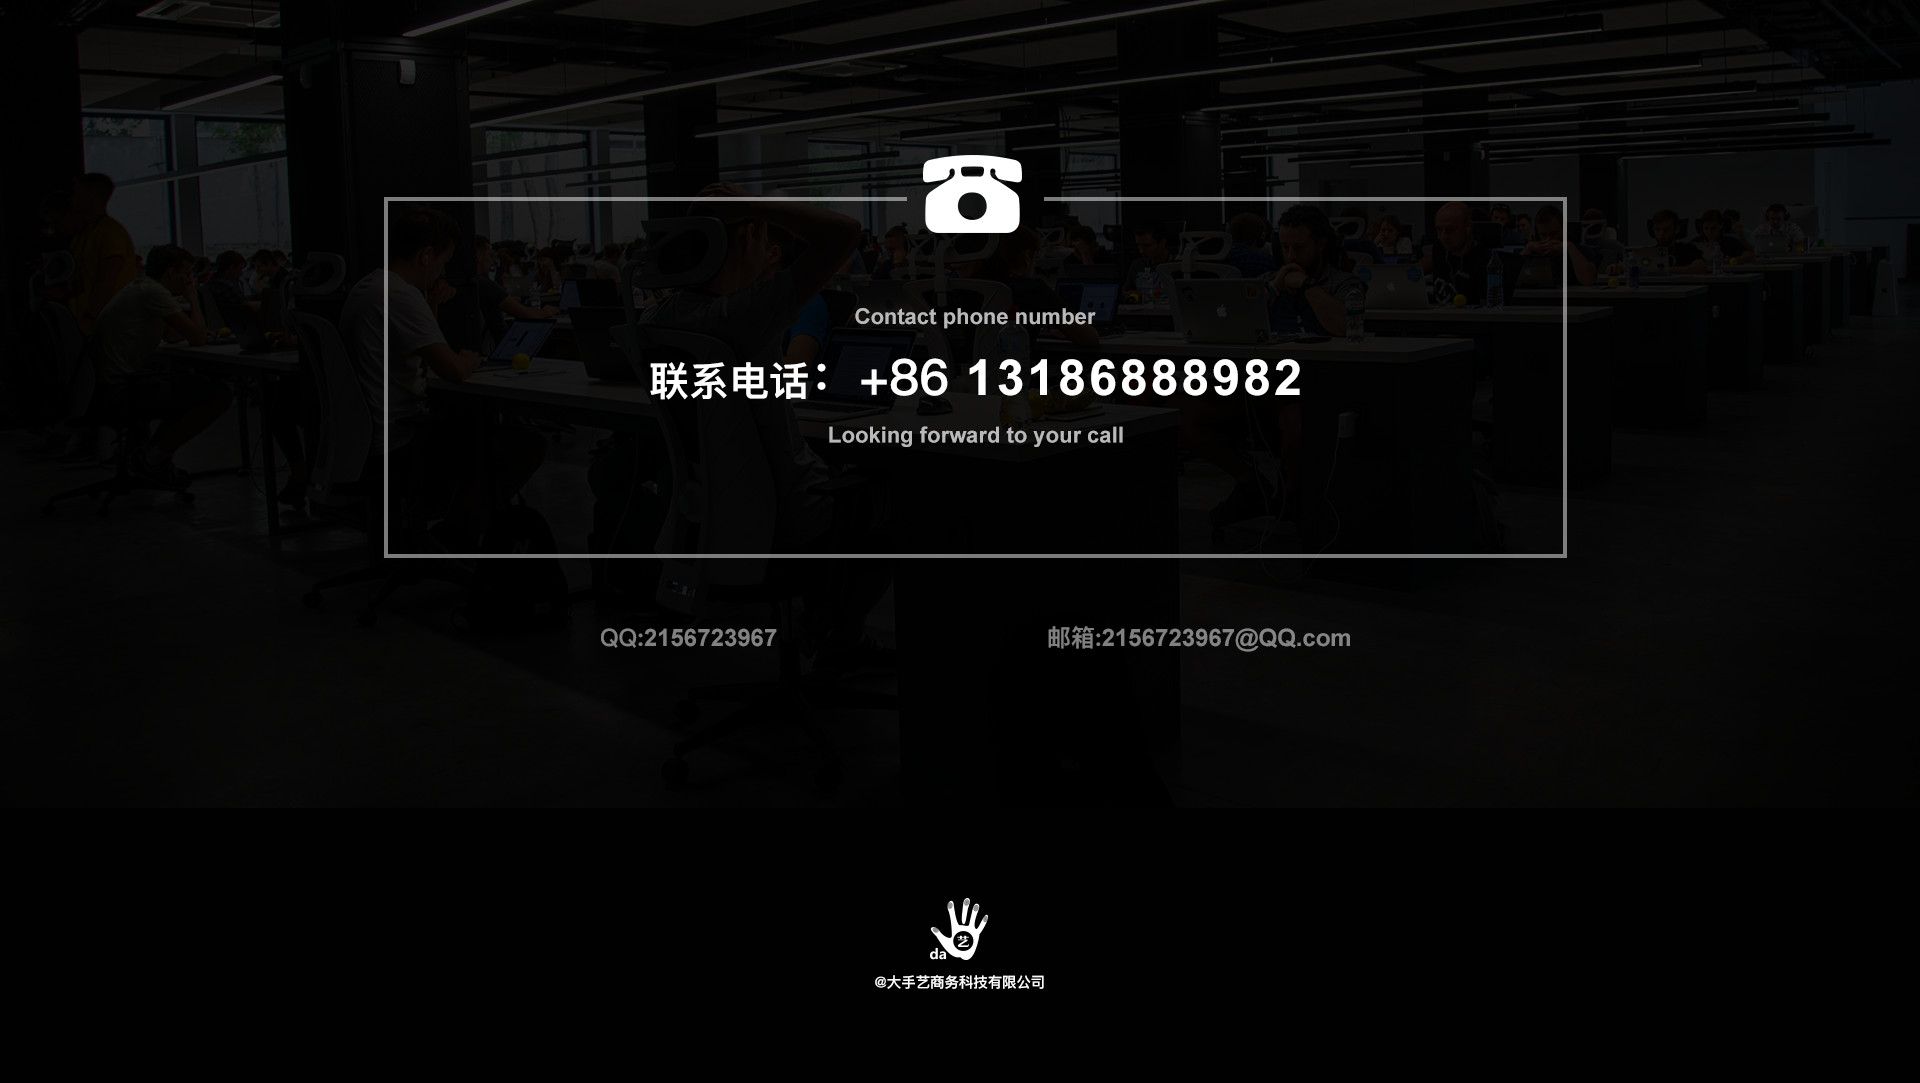 Contact phone number
联系电话： +86 13186888982
Looking forward to your call
QQ:2156723967
邮箱:2156723967@QQ.com
艺
da
@大手艺商务科技有限公司